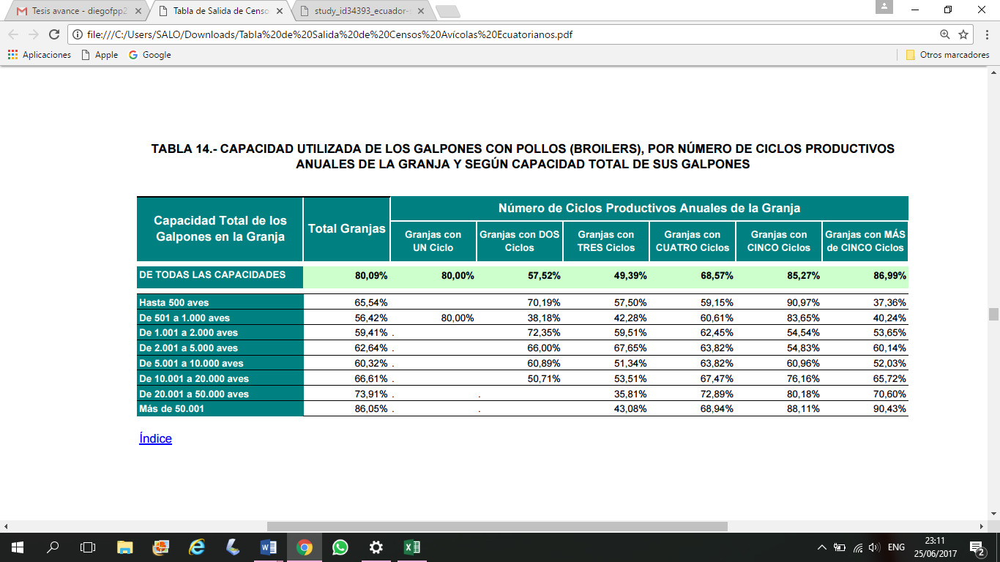 Tesis avance - diegofpp2
Tabla de Salida de Censo
study_id34393_ecuador-
file:///C:/Users/SALO/Downloads/Tabla%20de%20Salida%20de%20Censos%20Avícolas%20Ecuatorianos.pdf
Aplicaciones Apple Google Otros marcadores
TABLA 14.- CAPACIDAD UTILIZADA DE LOS GALPONES CON POLLOS (BROILERS), POR NÚMERO DE CICLOS PRODUCTIVOS
ANUALES DE LA GRANJA Y SEGÚN CAPACIDAD TOTAL DE SUS GALPONES
Capacidad Total de los
Galpones en la Granja
Total Granjas
Número de Ciclos Productivos Anuales de la Granja
Granjas con
UN Ciclo
Granjas con DOS
Ciclos
Granjas con
TRES Ciclos
Granjas con
CUATRO Ciclos
Granjas con
CINCO Ciclos
Granjas con MÁS
de CINCO Ciclos
DE TODAS LAS CAPACIDADES 80,09% 80,00% 57,52% 49,39% 68,57% 85,27% 86,99%
Hasta 500 aves 65,54% 70,19% 57,50% 59,15% 90,97% 37,36%
De 501 a 1.000 aves 56,42% 80,00% 38,18% 42,28% 60,61% 83,65% 40,24%
De 1.001 a 2.000 aves 59,41% . 72,35% 59,51% 62,45% 54,54% 53,65%
De 2.001 a 5.000 aves 62,64% . 66,00% 67,65% 63,82% 54,83% 60,14%
De 5.001 a 10.000 aves 60,32% . 60,89% 51,34% 63,82% 60,96% 52,03%
De 10.001 a 20.000 aves 66,61% . 50,71% 53,51% 67,47% 76,16% 65,72%
De 20.001 a 50.000 aves 73,91% . . 35,81% 72,89% 80,18% 70,60%
Más de 50.001 86,05% . . 43,08% 68,94% 88,11% 90,43%
Índice
ENG
23:11
25/06/2017
2